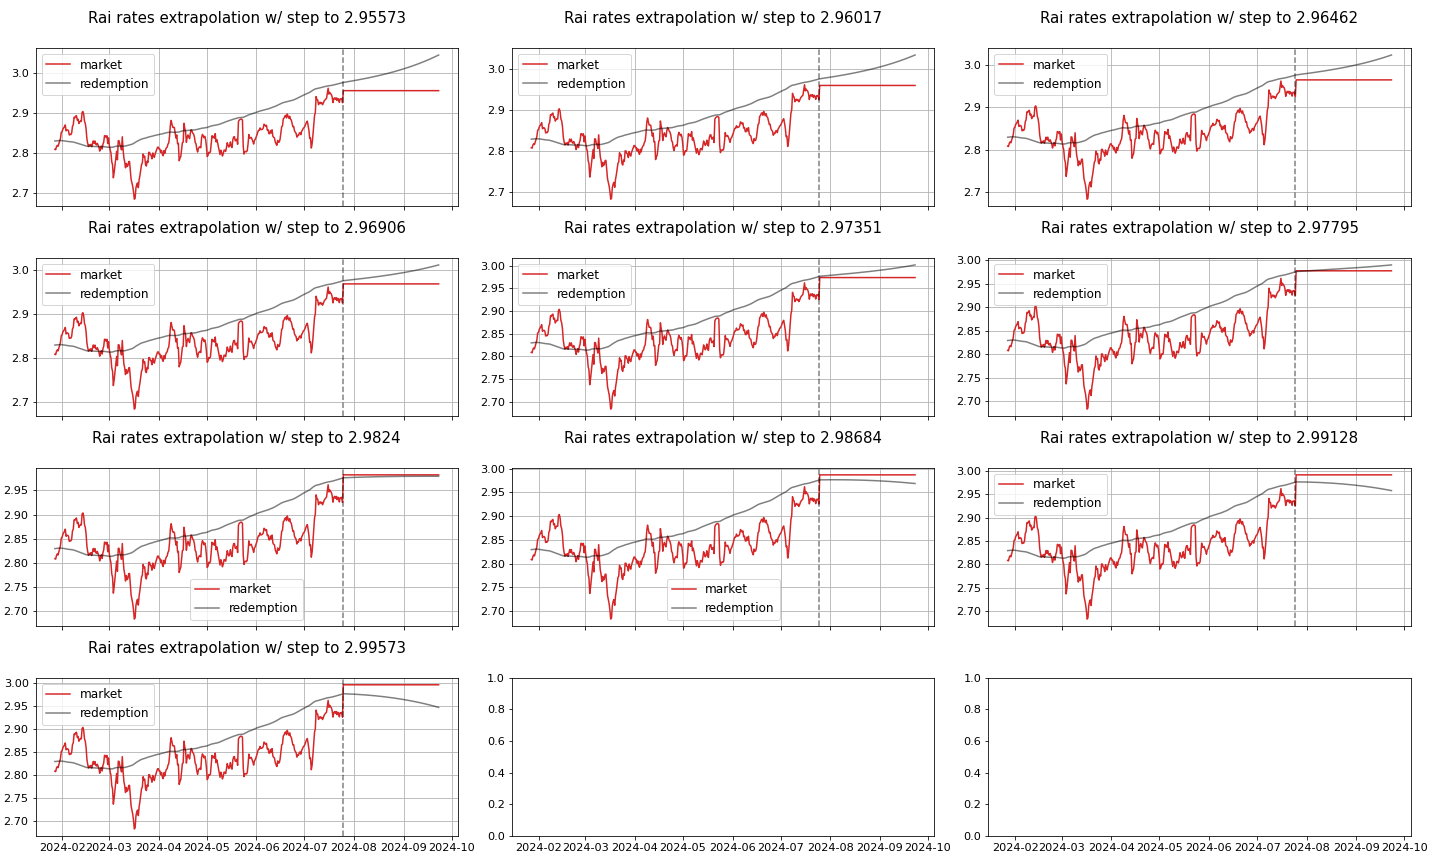 Rai rates extrapolation w/ step to 2.95573
Rai rates extrapolation w/ step to 2.96017
Rai rates extrapolation w/ step to 2.96462
3.0
2.9
2.8
2.7
market
redemption
3.0
2.9
2.8
2.7
market
redemption
3.0
2.9
2.8
2.7
market
redemption
Rai rates extrapolation w/ step to 2.96906
Rai rates extrapolation w/ step to 2.97351
Rai rates extrapolation w/ step to 2.97795
3.0
2.9
2.8
2.7
market
redemption
3.00
2.95
2.90
2.85
2.80
2.75
2.70
market
redemption
3.00
2.95
2.90
2.85
2.80
2.75
2.70
market
redemption
Rai rates extrapolation w/ step to 2.9824
Rai rates extrapolation w/ step to 2.98684
Rai rates extrapolation w/ step to 2.99128
2.95
2.90
2.85
2.80
2.75
2.70
market
redemption
3.00
2.95
2.90
2.85
2.80
2.75
2.70
market
redemption
3.00
2.95
2.90
2.85
2.80
2.75
2.70
market
redemption
Rai rates extrapolation w/ step to 2.99573
3.00
2.95
2.90
2.85
2.80
2.75
2.70
market
redemption
2024-02 2024-03 2024-04 2024-05 2024-06 2024-07 2024-08 2024-09 2024-10
1.0
0.8
0.6
0.4
0.2
0.0
2024-02 2024-03 2024-04 2024-05 2024-06 2024-07 2024-08 2024-09 2024-10
1.0
0.8
0.6
0.4
0.2
0.0
2024-02 2024-03 2024-04 2024-05 2024-06 2024-07 2024-08 2024-09 2024-10